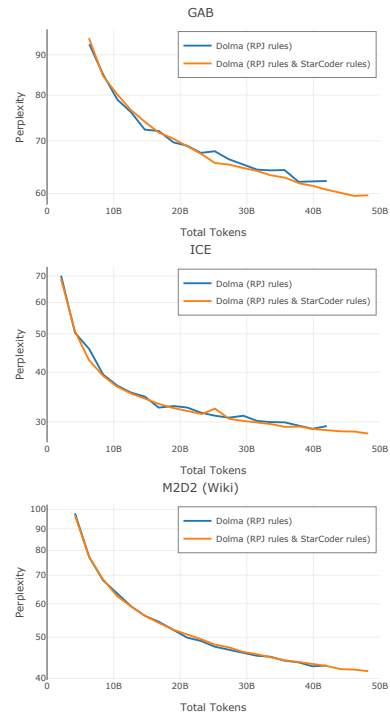 GAB
Dolma (RPJ rules)
Dolma (RPJ rules & StarCoder rules)
Perplexity
90
80
70
60
0 10B 20B 30B 40B 50B
Total Tokens
ICE
Dolma (RPJ rules)
Dolma (RPJ rules & StarCoder rules)
Perplexity
70
60
50
40
30
0 10B 20B 30B 40B 50B
Total Tokens
M2D2 (Wiki)
Dolma (RPJ rules)
Dolma (RPJ rules & StarCoder rules)
Perplexity
100
90
80
70
60
50
40
0 10B 20B 30B 40B 50B
Total Tokens